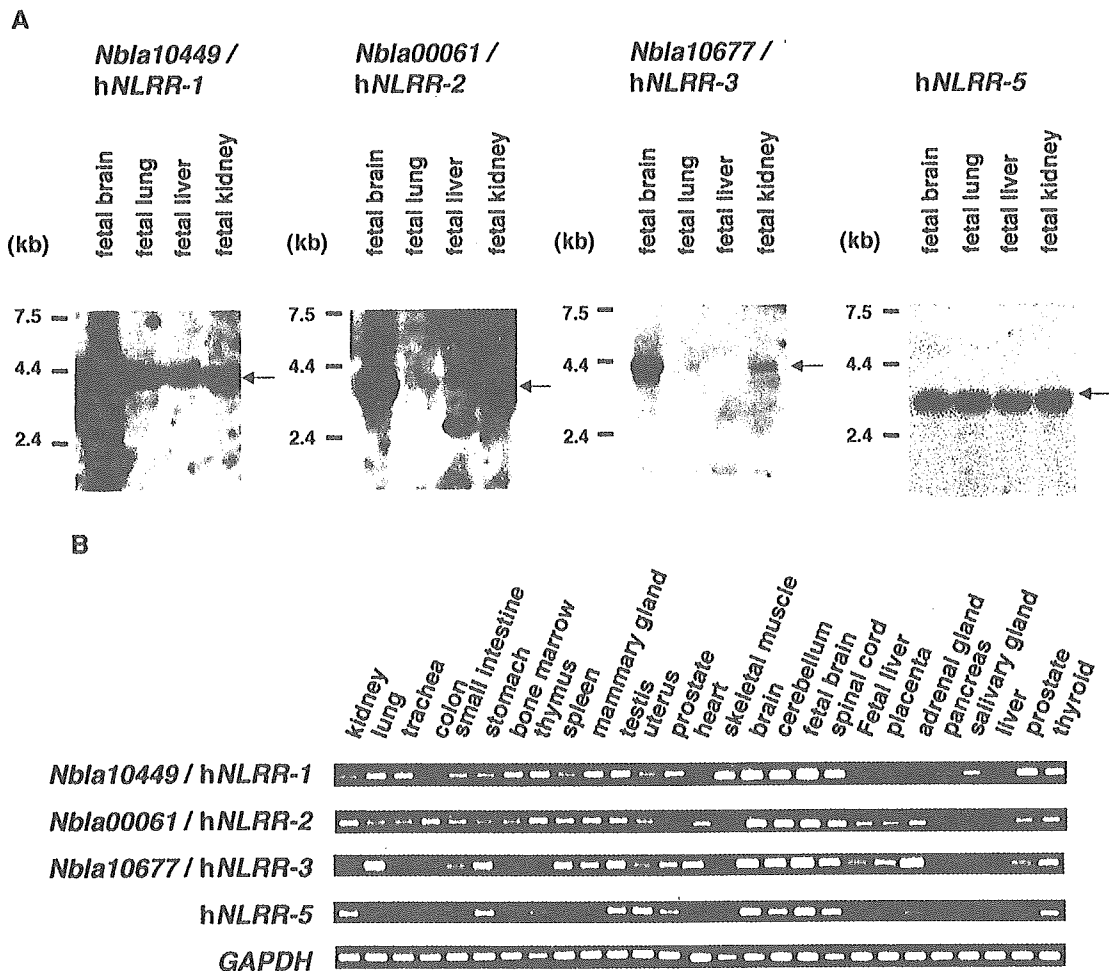 A
Nbla10449 /
hNLRR-1
Nbla00061 /
hNLRR-2
Nbla10677 /
hNLRR-3
hNLRR-5
fetal brain
fetal lung
fetal liver
fetal kidney
fetal brain
fetal lung
fetal liver
fetal kidney
fetal brain
fetal lung
fetal liver
fetal kidney
fetal brain
fetal lung
fetal liver
fetal kidney
(kb)
(kb)
(kb)
(kb)
7.5
4.4
2.4
7.5
4.4
2.4
7.5
4.4
2.4
7.5
4.4
2.4
B
kidney
lung
trachea
colon
small intestine
stomach
bone marrow
thymus
spleen
mammary gland
testis
uterus
prostate
heart
skeletal muscle
brain
cerebellum
fetal brain
spinal cord
Fetal liver
placenta
adrenal gland
pancreas
salivary gland
liver
prostate
thyroid
Nbla10449 / hNLRR-1
Nbla00061 / hNLRR-2
Nbla10677 / hNLRR-3
hNLRR-5
GAPDH